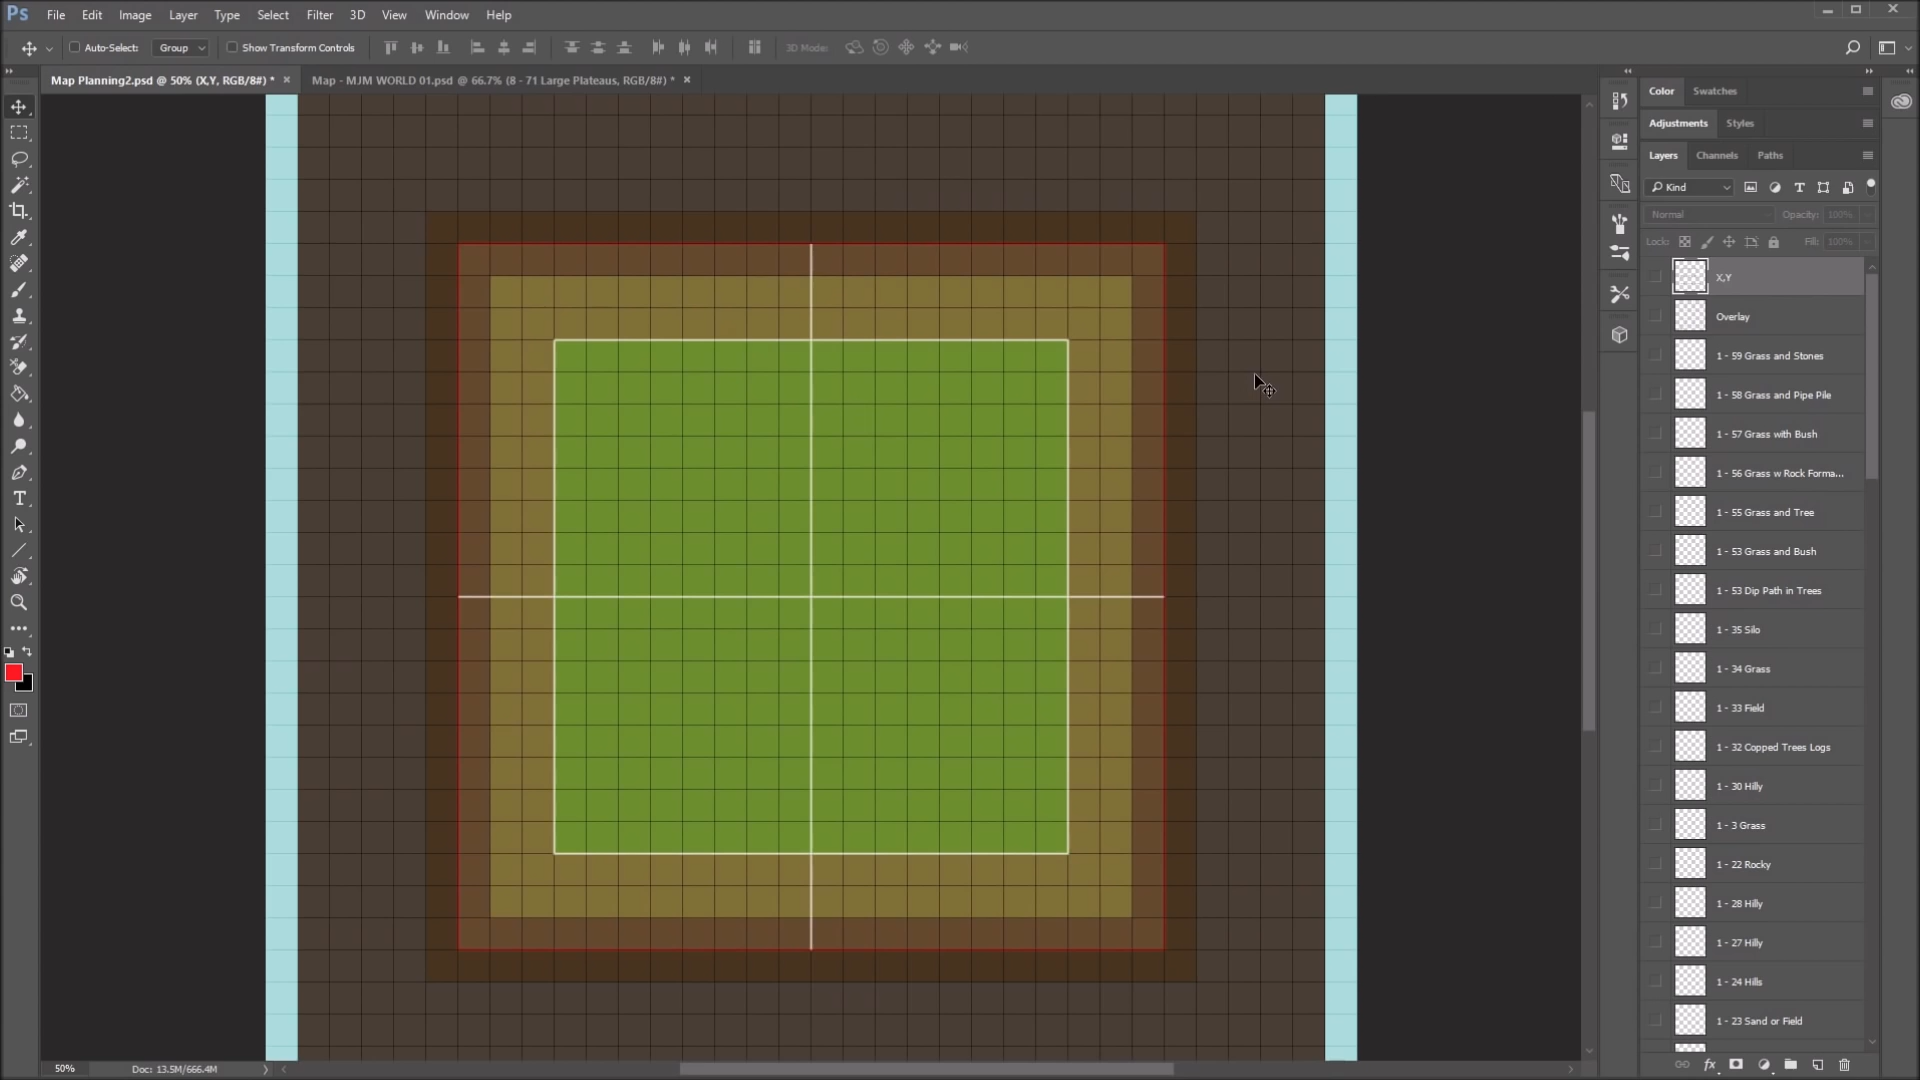 Ps File Edit Image Layer Type Select Filter 3D View Window Help
Auto-Select: Group Show Transform Controls 3D Mode:
Map Planning2.psd @ 50% (X,Y, RGB/8#) * × Map - MJM WORLD 01.psd @ 66.7% (8 - 71 Large Plateaus, RGB/8#) * ×
Color Swatches
Adjustments Styles
Layers Channels Paths
Kind
Normal Opacity: 100%
Lock: Fill: 100%
X,Y
Overlay
1 - 59 Grass and Stones
1 - 58 Grass and Pipe Pile
1 - 57 Grass with Bush
1 - 56 Grass w Rock Forma...
1 - 55 Grass and Tree
1 - 53 Grass and Bush
1 - 53 Dip Path in Trees
1 - 35 Silo
1 - 34 Grass
1 - 33 Field
1 - 32 Copped Trees Logs
1 - 30 Hilly
1 - 3 Grass
1 - 22 Rocky
1 - 28 Hilly
1 - 27 Hilly
1 - 24 Hills
1 - 23 Sand or Field
fx
50% Doc: 13.5M/666.4M